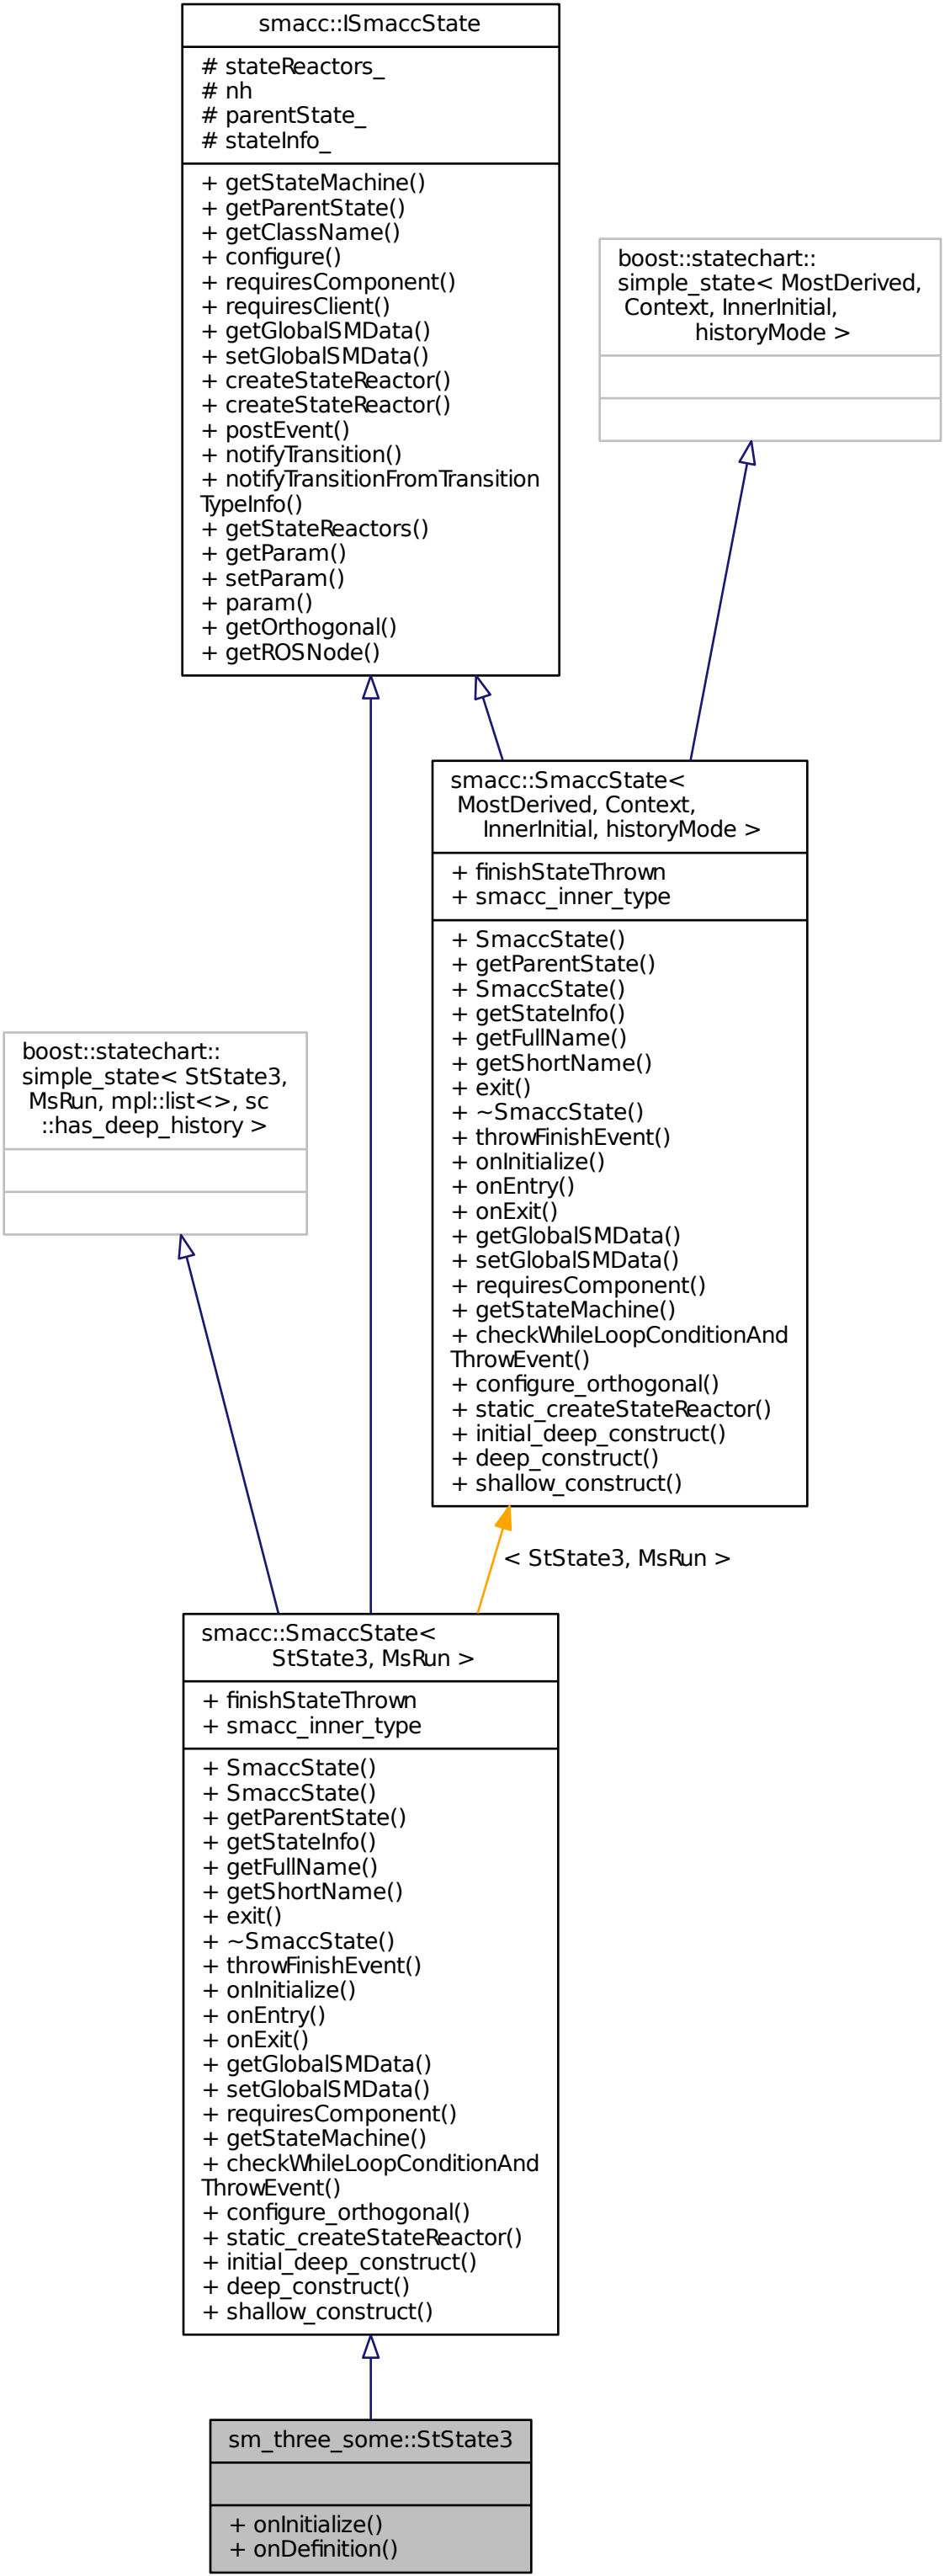 smacc::ISmaccState
# stateReactors_
# nh
# parentState_
# stateInfo_
+ getStateMachine()
+ getParentState()
+ getClassName()
+ configure()
+ requiresComponent()
+ requiresClient()
+ getGlobalSMData()
+ setGlobalSMData()
+ createStateReactor()
+ createStateReactor()
+ postEvent()
+ notifyTransition()
+ notifyTransitionFromTransition
TypeInfo()
+ getStateReactors()
+ getParam()
+ setParam()
+ param()
+ getOrthogonal()
+ getROSNode()
boost::statechart::
simple_state< MostDerived,
Context, InnerInitial,
historyMode >
smacc::SmaccState<
MostDerived, Context,
InnerInitial, historyMode >
+ finishStateThrown
+ smacc_inner_type
+ SmaccState()
+ getParentState()
+ SmaccState()
+ getStateInfo()
+ getFullName()
+ getShortName()
+ exit()
+ ~SmaccState()
+ throwFinishEvent()
+ onInitialize()
+ onEntry()
+ onExit()
+ getGlobalSMData()
+ setGlobalSMData()
+ requiresComponent()
+ getStateMachine()
+ checkWhileLoopConditionAnd
ThrowEvent()
+ configure_orthogonal()
+ static_createStateReactor()
+ initial_deep_construct()
+ deep_construct()
+ shallow_construct()
boost::statechart::
simple_state< StState3,
MsRun, mpl::list<>, sc
::has_deep_history >
< StState3, MsRun >
smacc::SmaccState<
StState3, MsRun >
+ finishStateThrown
+ smacc_inner_type
+ SmaccState()
+ SmaccState()
+ getParentState()
+ getStateInfo()
+ getFullName()
+ getShortName()
+ exit()
+ ~SmaccState()
+ throwFinishEvent()
+ onInitialize()
+ onEntry()
+ onExit()
+ getGlobalSMData()
+ setGlobalSMData()
+ requiresComponent()
+ getStateMachine()
+ checkWhileLoopConditionAnd
ThrowEvent()
+ configure_orthogonal()
+ static_createStateReactor()
+ initial_deep_construct()
+ deep_construct()
+ shallow_construct()
sm_three_some::StState3
+ onInitialize()
+ onDefinition()